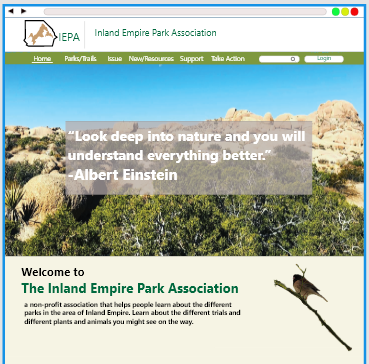 IEPA
Inland Empire Park Association
Home Parks/Trails Issue New/Resources Support Take Action Login
“Look deep into nature and you will
understand everything better.”
-Albert Einstein
Welcome to
The Inland Empire Park Association
a non-profit association that helps people learn about the different
parks in the area of Inland Empire. Learn about the different trials and
different plants and animals you might see on the way.